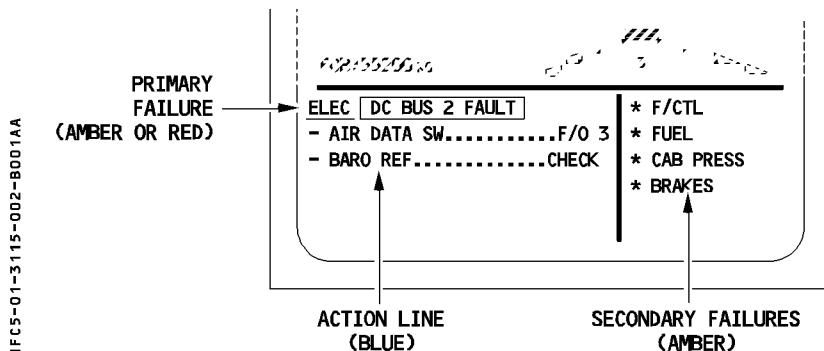 PRIMARY
FAILURE
(AMBER OR RED)
ELEC DC BUS 2 FAULT
- AIR DATA SW...........F/O 3
- BARO REF..............CHECK
* F/CTL
* FUEL
* CAB PRESS
* BRAKES
ACTION LINE
(BLUE)
SECONDARY FAILURES
(AMBER)
IFC5-01-3115-002-B001AA